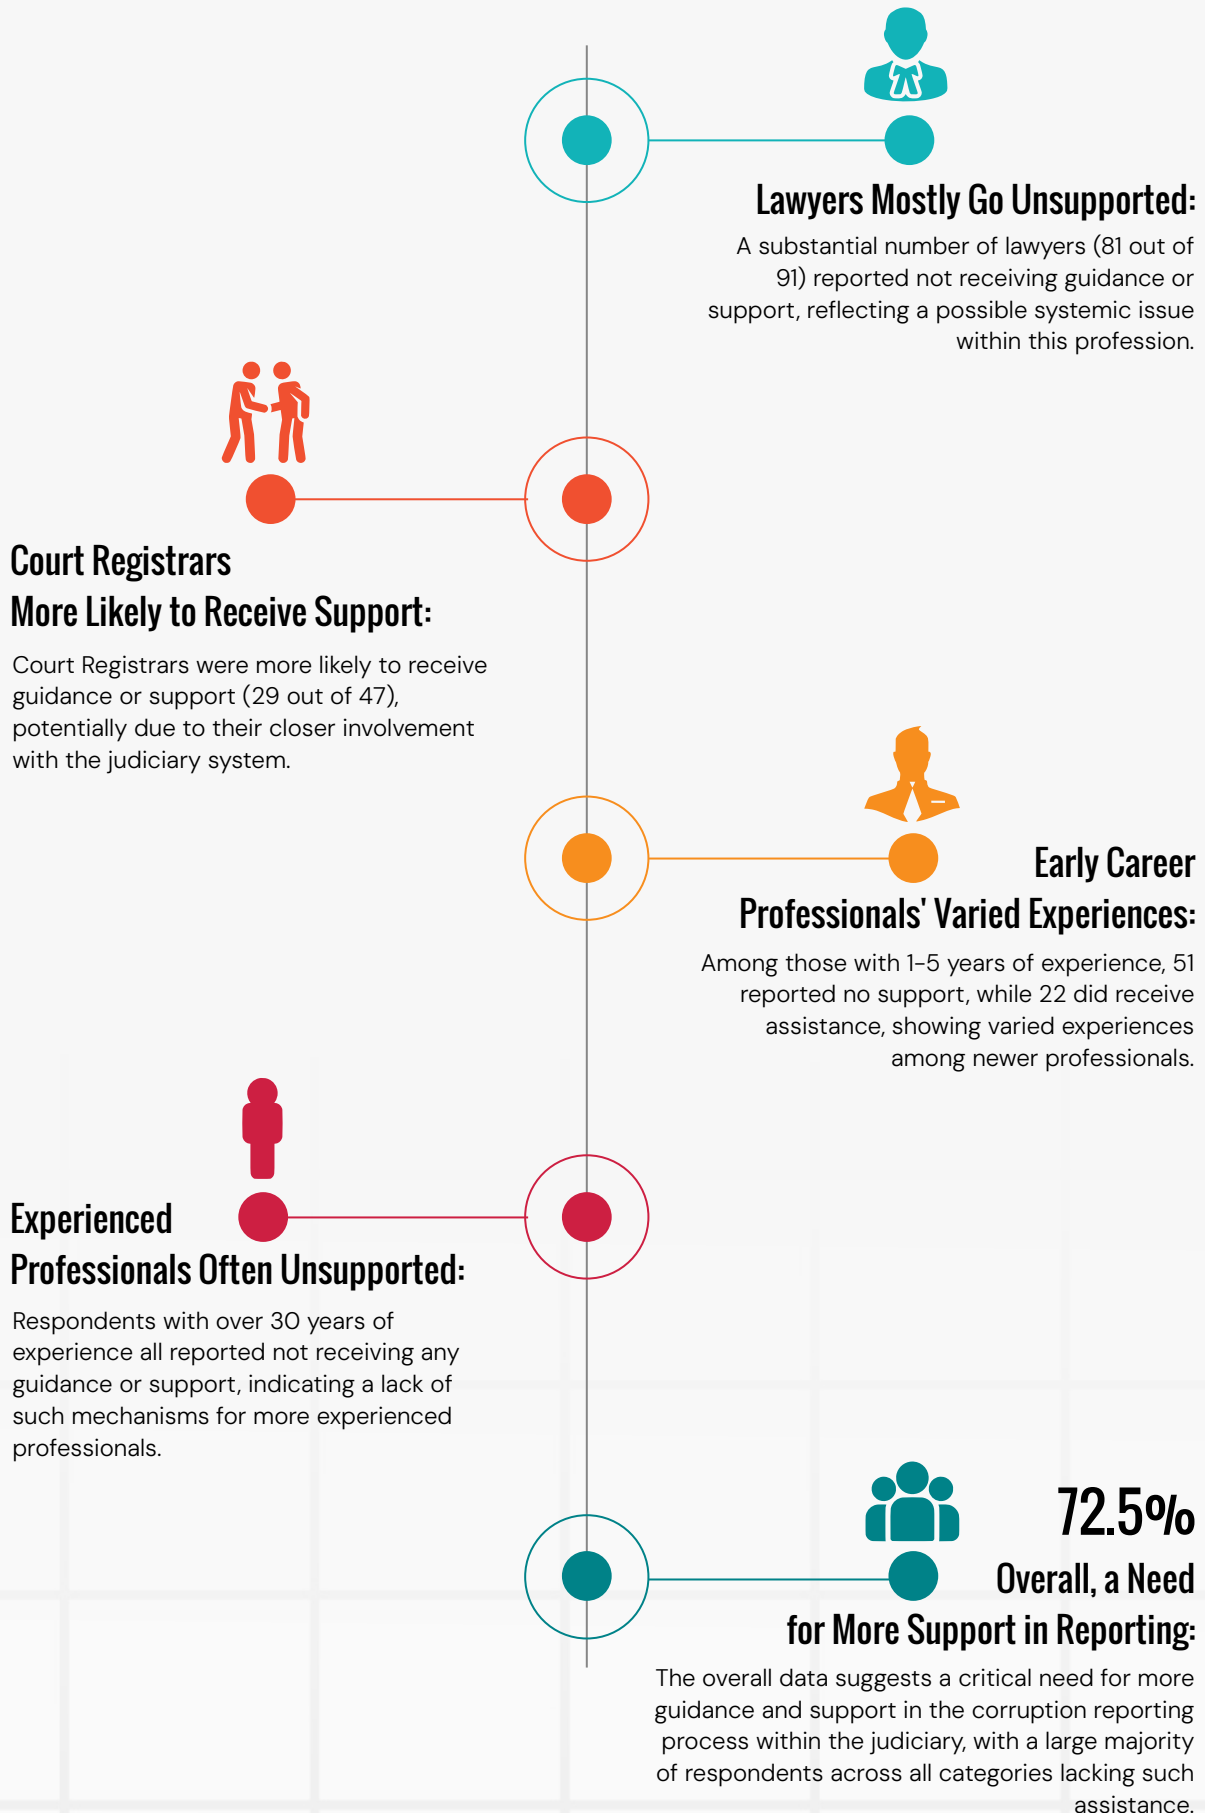 Lawyers Mostly Go Unsupported:
A substantial number of lawyers (81 out of
91) reported not receiving guidance or
support, reflecting a possible systemic issue
within this profession.
Court Registrars
More Likely to Receive Support:
Court Registrars were more likely to receive
guidance or support (29 out of 47),
potentially due to their closer involvement
with the judiciary system.
Early Career
Professionals' Varied Experiences:
Among those with 1-5 years of experience, 51
reported no support, while 22 did receive
assistance, showing varied experiences
among newer professionals.
Experienced
Professionals Often Unsupported:
Respondents with over 30 years of
experience all reported not receiving any
guidance or support, indicating a lack of
such mechanisms for more experienced
professionals.
72.5%
Overall, a Need
for More Support in Reporting:
The overall data suggests a critical need for more
guidance and support in the corruption reporting
process within the judiciary, with a large majority
of respondents across all categories lacking such
assistance.